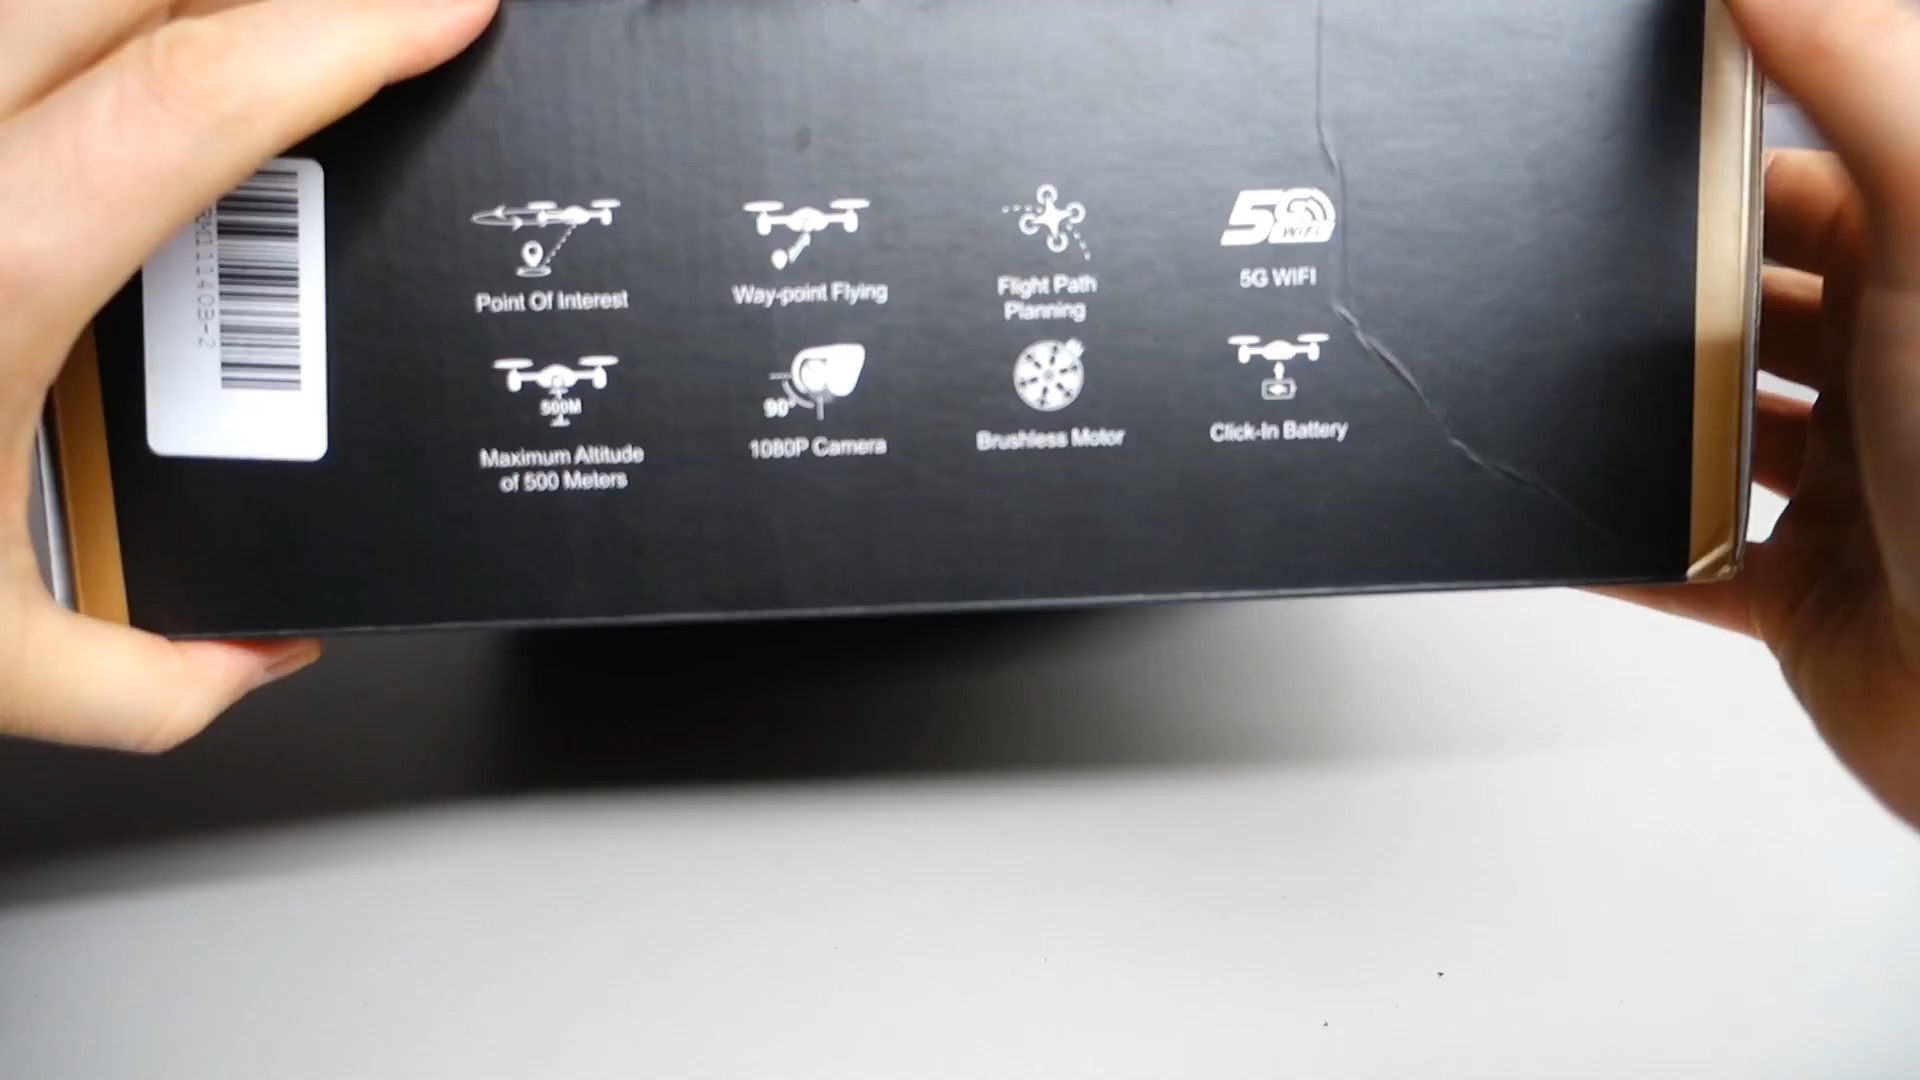 5G
WiFi
Point Of Interest
Way-point Flying
Flight Path
Planning
5G WIFI
500M
90°
Maximum Altitude
of 500 Meters
1080P Camera
Brushless Motor
Click-In Battery